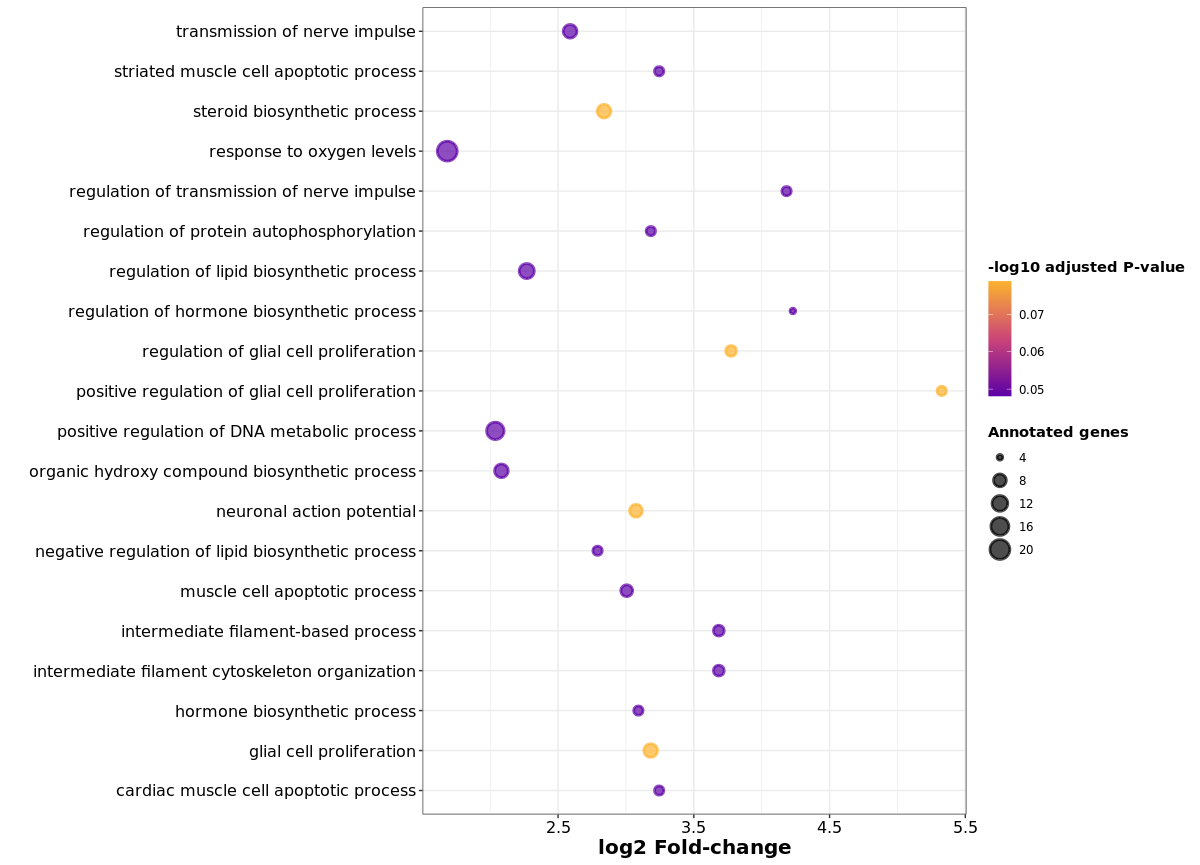 transmission of nerve impulse
striated muscle cell apoptotic process
steroid biosynthetic process
response to oxygen levels
regulation of transmission of nerve impulse
regulation of protein autophosphorylation
regulation of lipid biosynthetic process
regulation of hormone biosynthetic process
regulation of glial cell proliferation
positive regulation of glial cell proliferation
positive regulation of DNA metabolic process
organic hydroxy compound biosynthetic process
neuronal action potential
negative regulation of lipid biosynthetic process
muscle cell apoptotic process
intermediate filament-based process
intermediate filament cytoskeleton organization
hormone biosynthetic process
glial cell proliferation
cardiac muscle cell apoptotic process
2.5 3.5 4.5 5.5
log2 Fold-change
-log10 adjusted P-value
0.07
0.06
0.05
Annotated genes
4
8
12
16
20